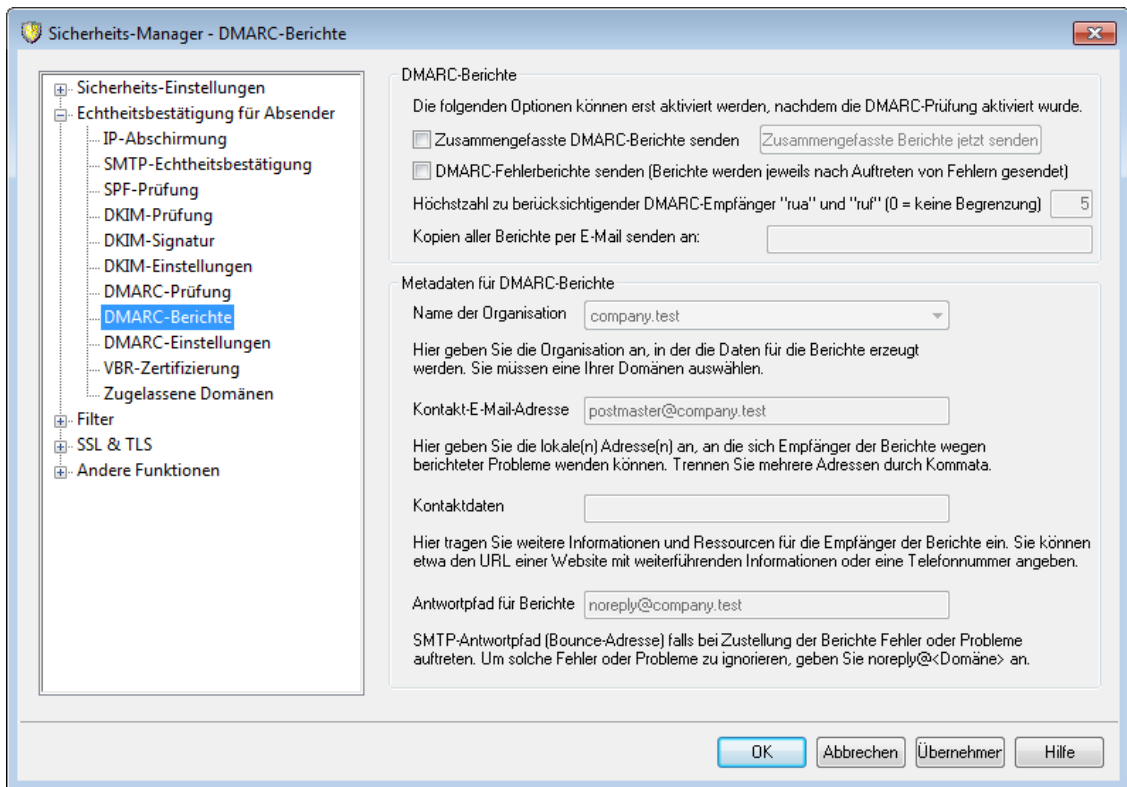 Sicherheits-Manager - DMARC-Berichte
Sicherheits-Einstellungen
Echtheitsbestätigung für Absender
IP-Abschirmung
SMTP-Echtheitsbestätigung
SPF-Prüfung
DKIM-Prüfung
DKIM-Signatur
DKIM-Einstellungen
DMARC-Prüfung
DMARC-Berichte
DMARC-Einstellungen
VBR-Zertifizierung
Zugelassene Domänen
Filter
SSL & TLS
Andere Funktionen
DMARC-Berichte
Die folgenden Optionen können erst aktiviert werden, nachdem die DMARC-Prüfung aktiviert wurde.
Zusammengefasste DMARC-Berichte senden Zusammengefasste Berichte jetzt senden
DMARC-Fehlerberichte senden (Berichte werden jeweils nach Auftreten von Fehlern gesendet)
Höchstzahl zu berücksichtigender DMARC-Empfänger "rua" und "ruf" (0 = keine Begrenzung) 5
Kopien aller Berichte per E-Mail senden an:
Metadaten für DMARC-Berichte
Name der Organisation company.test
Hier geben Sie die Organisation an, in der die Daten für die Berichte erzeugt
werden. Sie müssen eine Ihrer Domänen auswählen.
Kontakt-E-Mail-Adresse postmaster@company.test
Hier geben Sie die lokale(n) Adresse(n) an, an die sich Empfänger der Berichte wegen
berichteter Probleme wenden können. Trennen Sie mehrere Adressen durch Kommata.
Kontaktdaten
Hier tragen Sie weitere Informationen und Ressourcen für die Empfänger der Berichte ein. Sie können
etwa den URL einer Website mit weiterführenden Informationen oder eine Telefonnummer angeben.
Antwortpfad für Berichte noreply@company.test
SMTP-Antwortpfad (Bounce-Adresse) falls bei Zustellung der Berichte Fehler oder Probleme
auftreten. Um solche Fehler oder Probleme zu ignorieren, geben Sie noreply@<Domäne> an.
OK Abbrechen Übernehmer Hilfe